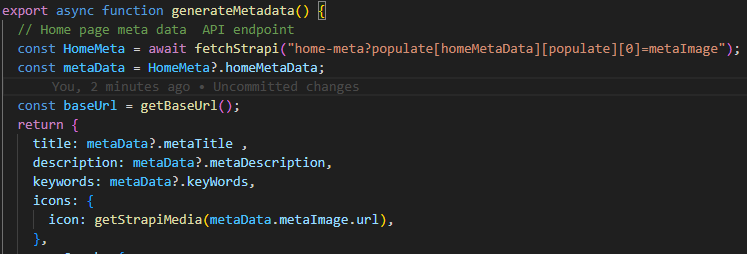 export async function generateMetadata() {
// Home page meta data  API endpoint
const HomeMeta = await fetchStrapi("home-meta?populate[homeMetaData][populate][0]=metaImage");
const metaData = HomeMeta?.homeMetaData;
You, 2 minutes ago • Uncommitted changes
const baseUrl = getBaseUrl();
return {
title: metaData?.metaTitle ,
description: metaData?.metaDescription,
keywords: metaData?.keyWords,
icons: {
icon: getStrapiMedia(metaData.metaImage.url),
},